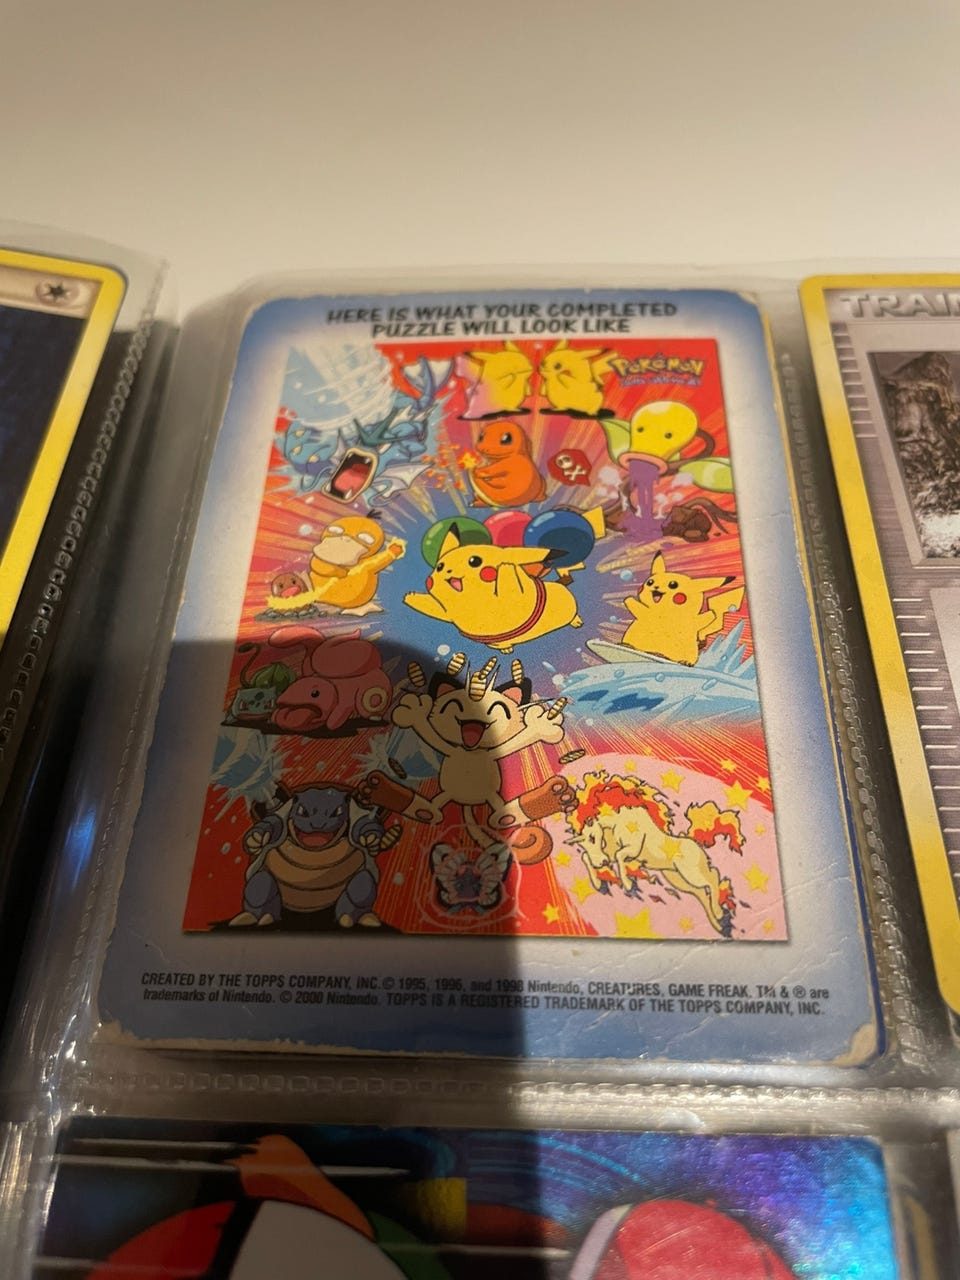 HERE IS WHAT YOUR COMPLETED
PUZZLE WILL LOOK LIKE
POKéMON
TRAI
CREATED BY THE TOPPS COMPANY, INC. © 1995, 1996, and 1998 Nintendo, CREATURES, GAME FREAK. TM & ® are
trademarks of Nintendo. © 2000 Nintendo. TOPPS IS A REGISTERED TRADEMARK OF THE TOPPS COMPANY, INC.